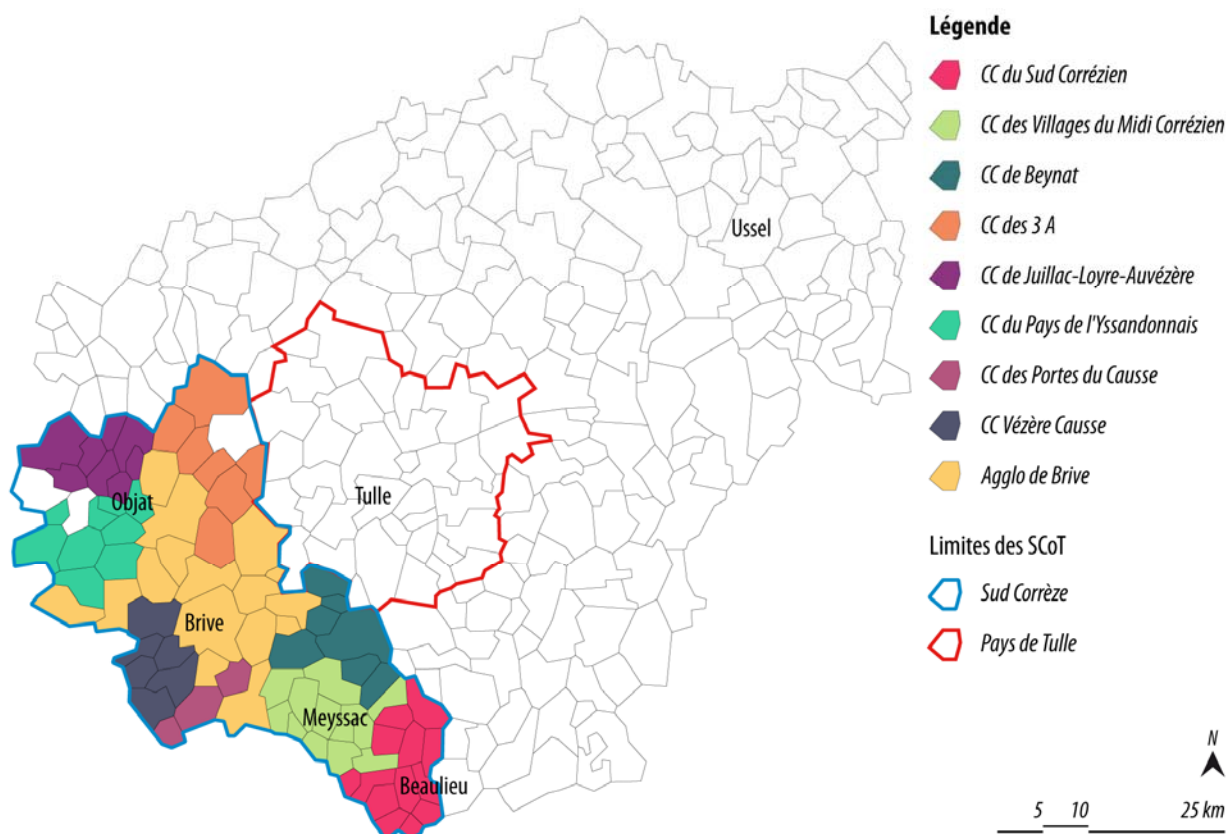 Légende
CC du Sud Corrézien
CC des Villages du Midi Corrézien
CC de Beynat
CC des 3 A
CC de Juillac-Loyre-Auvézère
CC du Pays de l'Yssandonnais
CC des Portes du Causse
CC Vézère Causse
Agglo de Brive
Limites des SCoT
Sud Corrèze
Pays de Tulle
Ussel
Tulle
Objat
Brive
Meyssac
Beaulieu
N
5 10 25 km